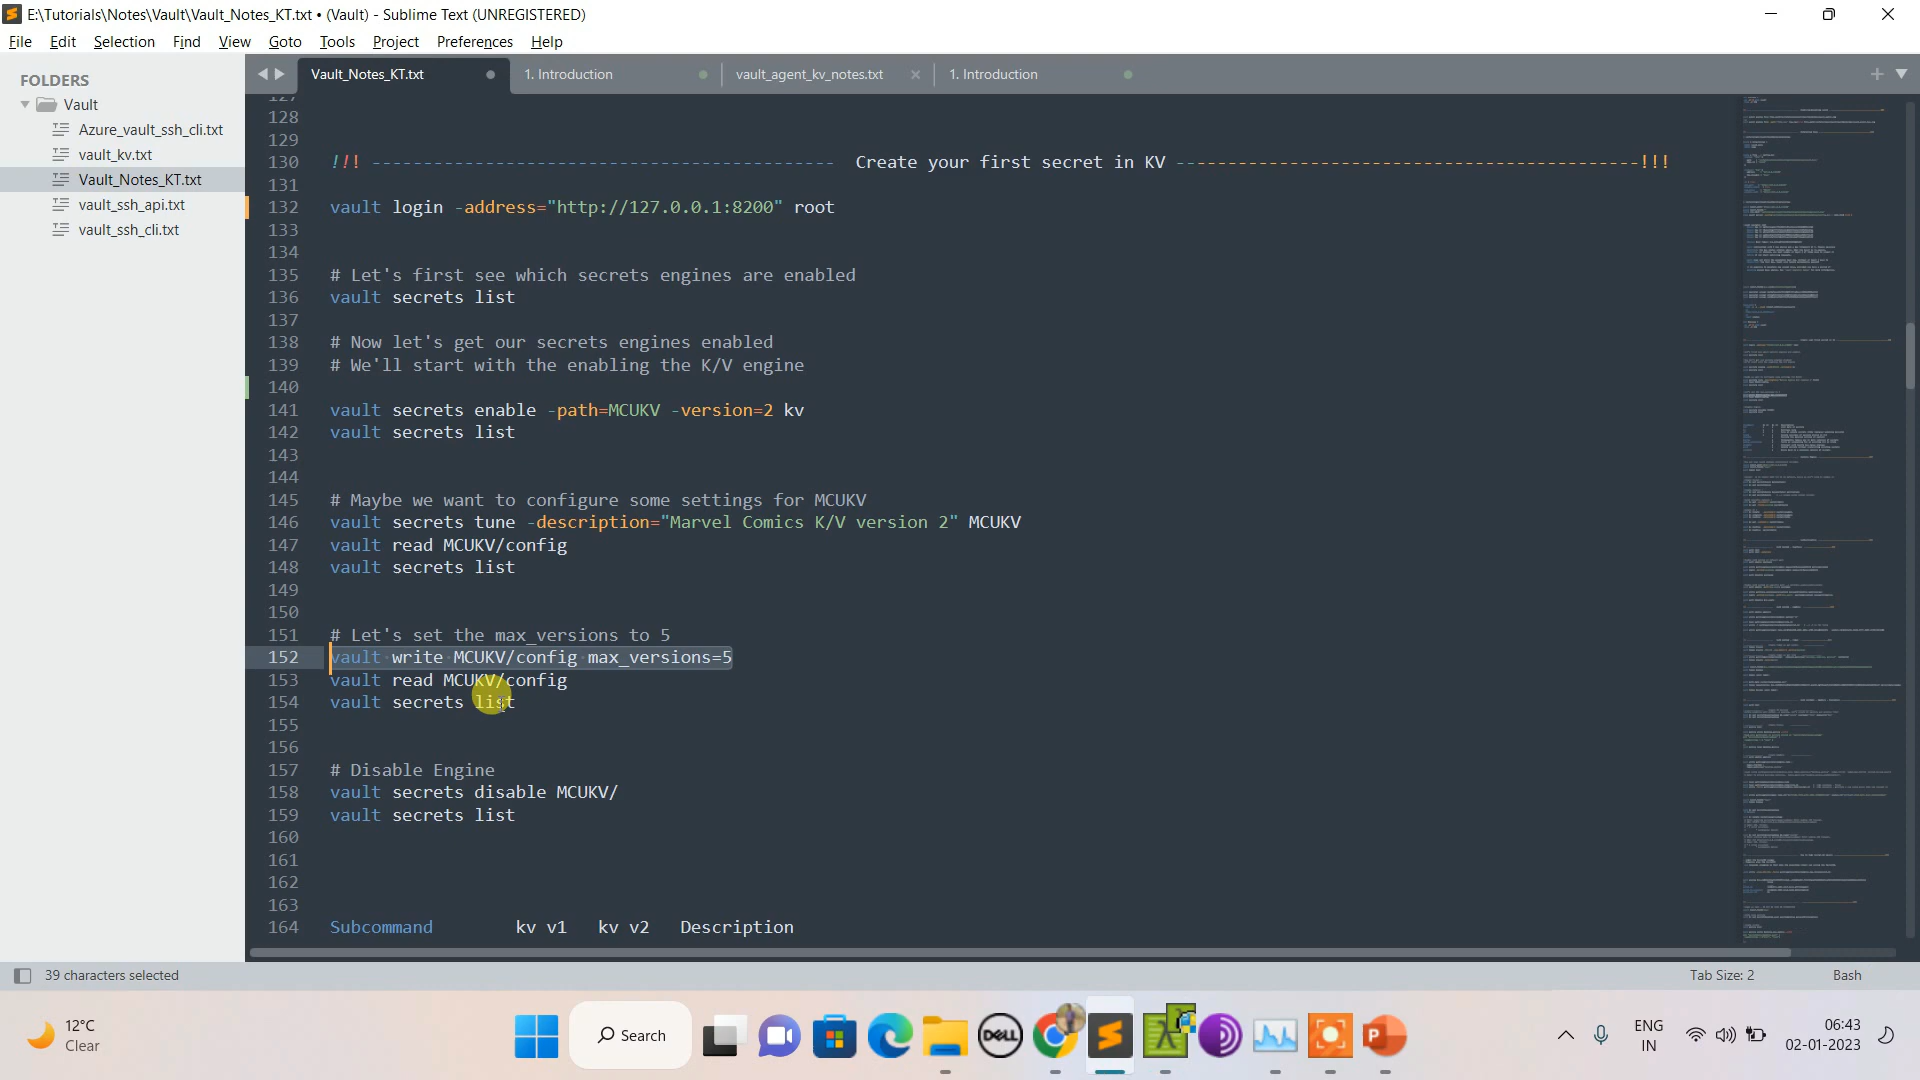 E:\Tutorials\Notes\Vault\Vault_Notes_KT.txt • (Vault) - Sublime Text (UNREGISTERED)
File Edit Selection Find View Goto Tools Project Preferences Help
FOLDERS
Vault
Azure_vault_ssh_cli.txt
vault_kv.txt
Vault_Notes_KT.txt
vault_ssh_api.txt
vault_ssh_cli.txt
Vault_Notes_KT.txt
1. Introduction
vault_agent_kv_notes.txt
1. Introduction
127
128
129
130 !!! --------------------------------------------- Create your first secret in KV ---------------------------------------------!!!
131
132 vault login -address="http://127.0.0.1:8200" root
133
134
135 # Let's first see which secrets engines are enabled
136 vault secrets list
137
138 # Now let's get our secrets engines enabled
139 # We'll start with the enabling the K/V engine
140
141 vault secrets enable -path=MCUKV -version=2 kv
142 vault secrets list
143
144
145 # Maybe we want to configure some settings for MCUKV
146 vault secrets tune -description="Marvel Comics K/V version 2" MCUKV
147 vault read MCUKV/config
148 vault secrets list
149
150
151 # Let's set the max_versions to 5
152 vault write MCUKV/config max_versions=5
153 vault read MCUKV/config
154 vault secrets list
155
156
157 # Disable Engine
158 vault secrets disable MCUKV/
159 vault secrets list
160
161
162
163
164 Subcommand kv v1 kv v2 Description
39 characters selected
Tab Size: 2
Bash
12°C
Clear
Search
DELL
ENG
IN
06:43
02-01-2023